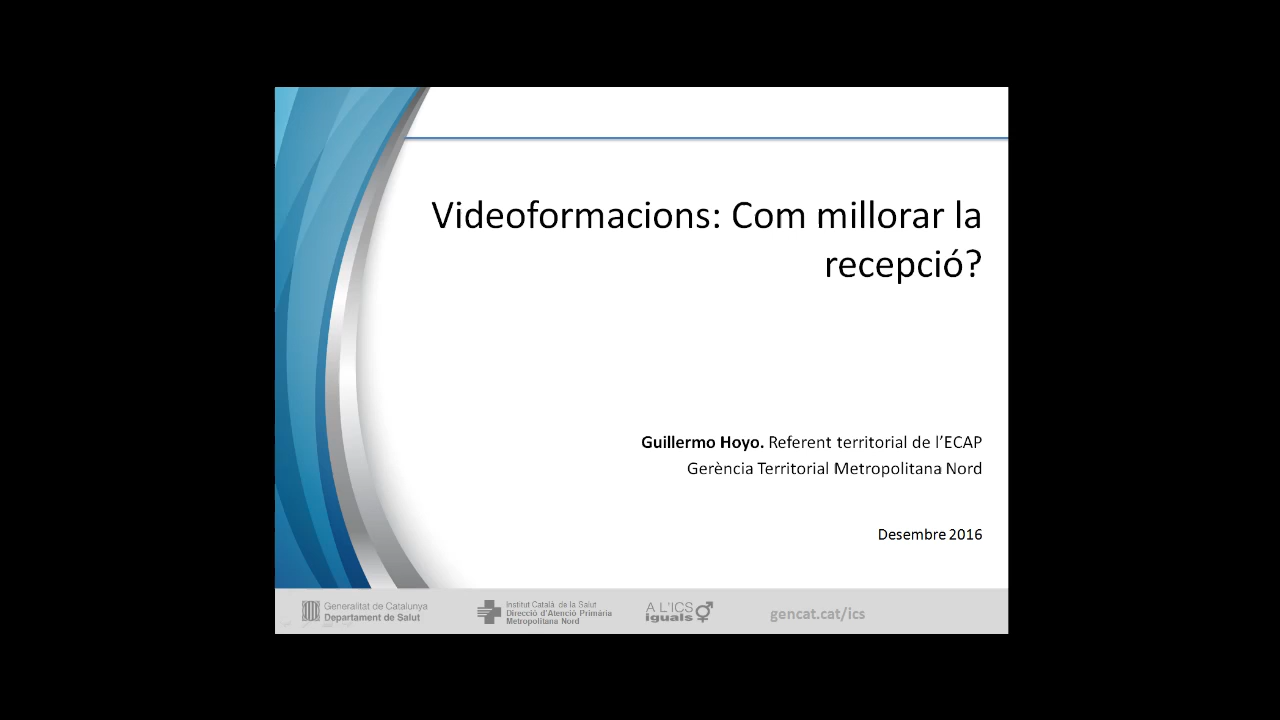 Videoformacions: Com millorar la
recepció?
Guillermo Hoyo. Referent territorial de l’ECAP
Gerència Territorial Metropolitana Nord
Desembre 2016
Generalitat de Catalunya
Departament de Salut
Institut Català de la Salut
Direcció d’Atenció Primària
Metropolitana Nord
A L’ICS
iguals
gencat.cat/ics